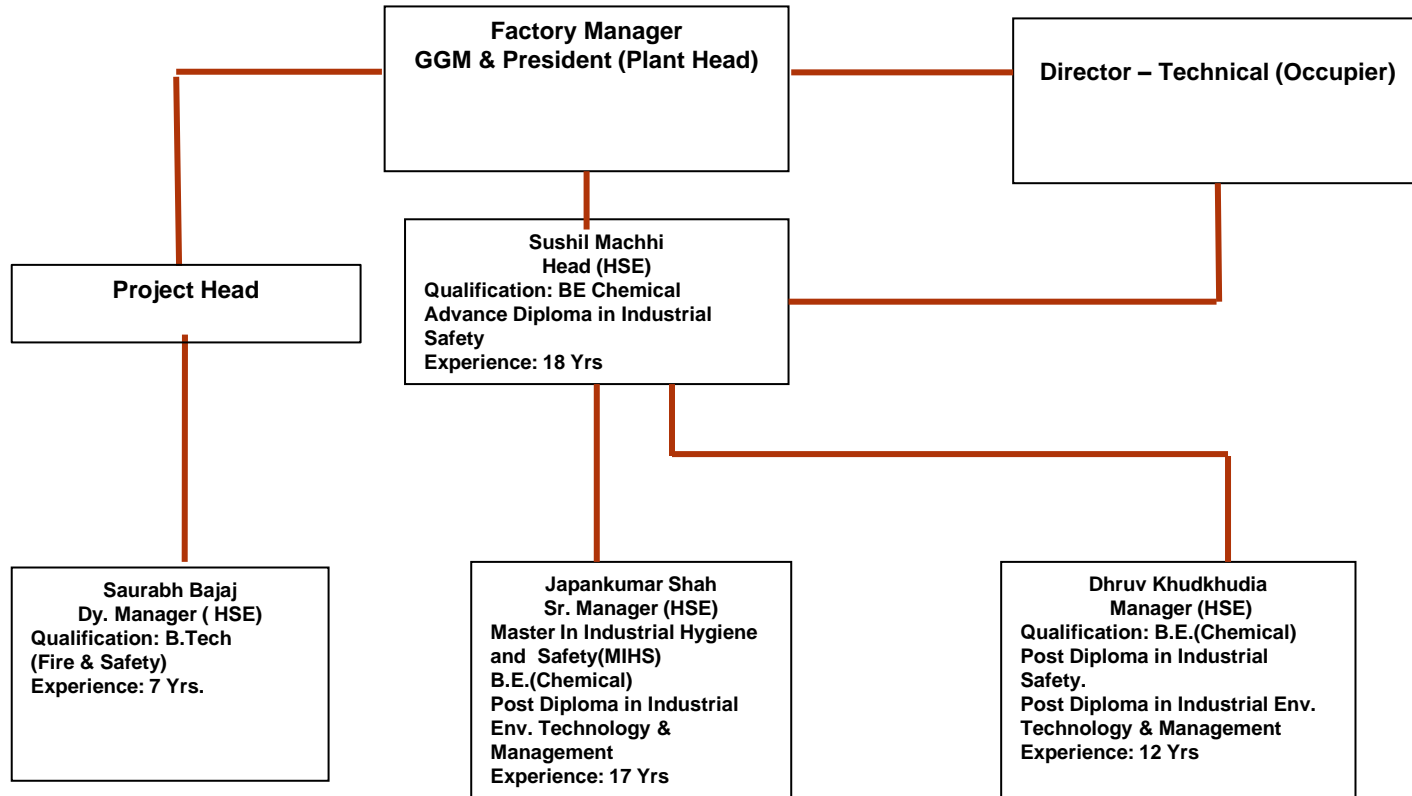 Factory Manager
GGM & President (Plant Head)
Director – Technical (Occupier)
Sushil Machhi
Head (HSE)
Qualification: BE Chemical
Advance Diploma in Industrial
Safety
Experience: 18 Yrs
Project Head
Saurabh Bajaj
Dy. Manager ( HSE)
Qualification: B.Tech
(Fire & Safety)
Experience: 7 Yrs.
Japankumar Shah
Sr. Manager (HSE)
Master In Industrial Hygiene
and  Safety(MIHS)
B.E.(Chemical)
Post Diploma in Industrial
Env. Technology &
Management
Experience: 17 Yrs
Dhruv Khudkhudia
Manager (HSE)
Qualification: B.E.(Chemical)
Post Diploma in Industrial
Safety.
Post Diploma in Industrial Env.
Technology & Management
Experience: 12 Yrs